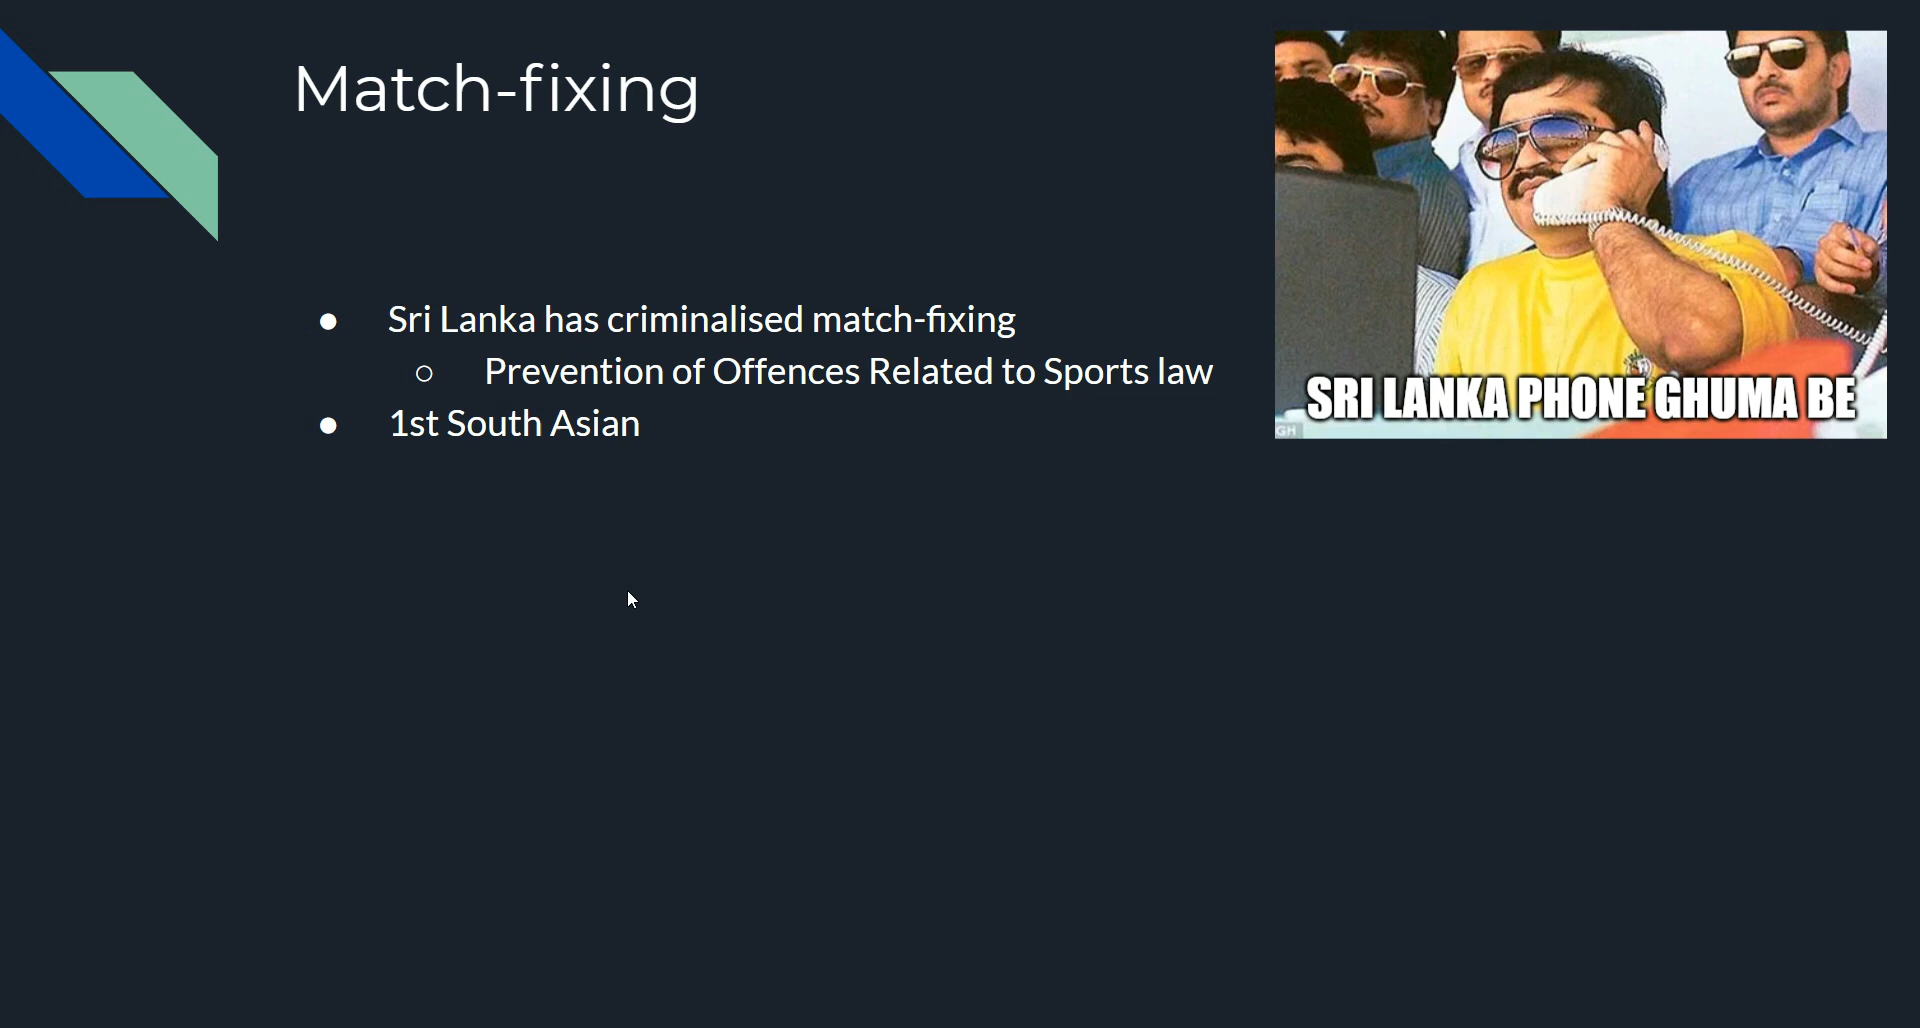 Match-fixing
● Sri Lanka has criminalised match-fixing
○ Prevention of Offences Related to Sports law
● 1st South Asian
SRI LANKA PHONE GHUMA BE
GH